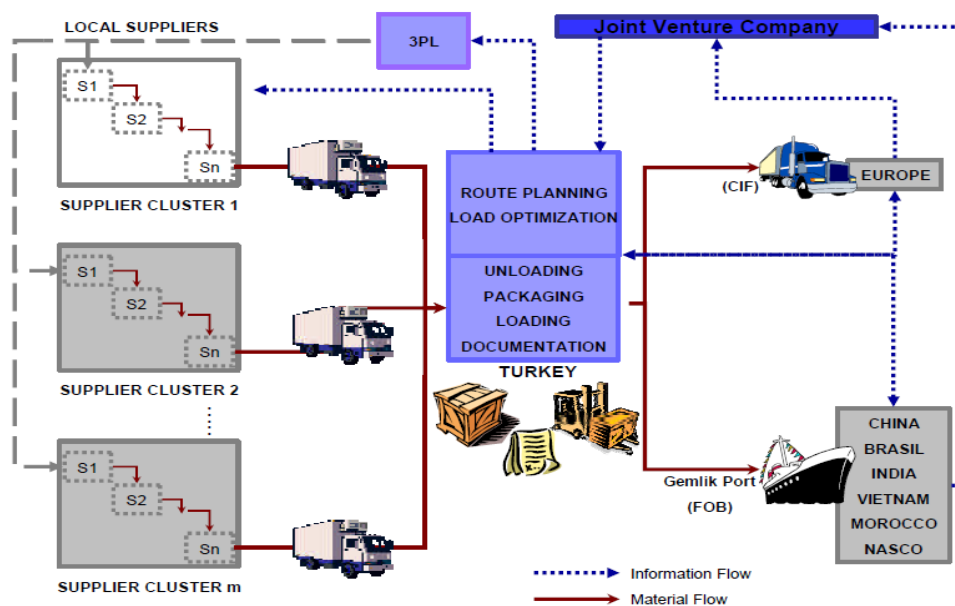 LOCAL SUPPLIERS
3PL
Joint Venture Company
S1
S2
Sn
SUPPLIER CLUSTER 1
ROUTE PLANNING
LOAD OPTIMIZATION
(CIF)
EUROPE
S1
S2
Sn
SUPPLIER CLUSTER 2
UNLOADING
PACKAGING
LOADING
DOCUMENTATION
TURKEY
S1
S2
Sn
SUPPLIER CLUSTER m
Gemlik Port
(FOB)
CHINA
BRASIL
INDIA
VIETNAM
MOROCCO
NASCO
Information Flow
Material Flow